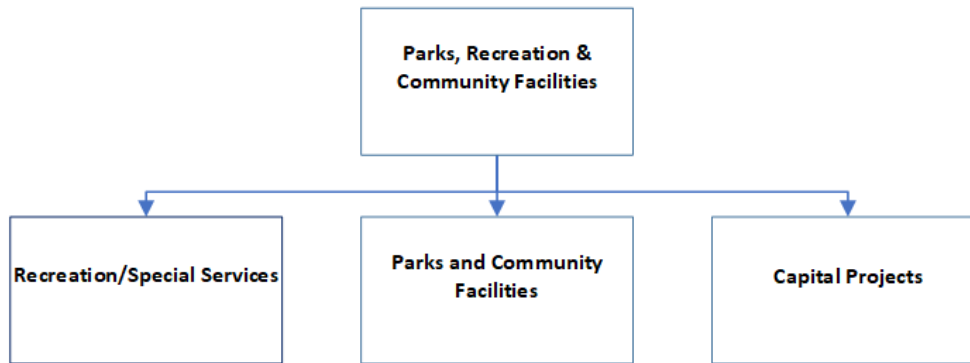 Parks, Recreation &
Community Facilities
Recreation/Special Services
Parks and Community
Facilities
Capital Projects